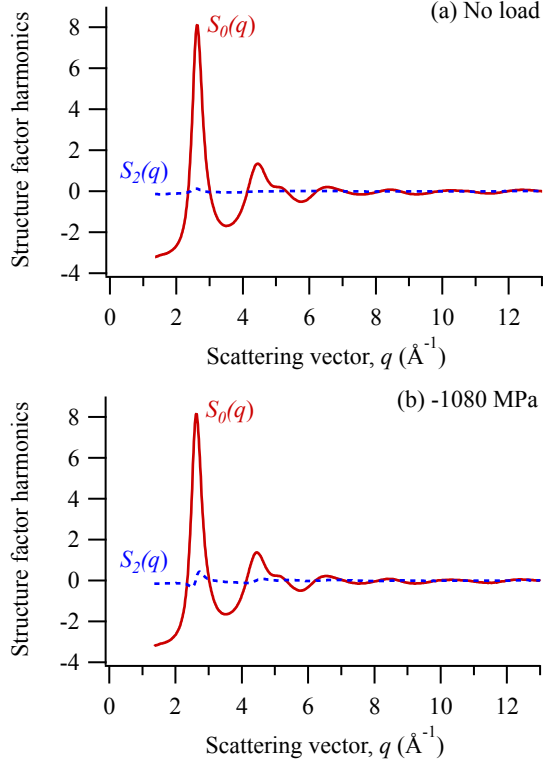 (a) No load
S₀(q)
S₂(q)
Structure factor harmonics
8
6
4
2
0
-2
-4
0 2 4 6 8 10 12
Scattering vector, q (Å⁻¹)
(b) -1080 MPa
S₀(q)
S₂(q)
Structure factor harmonics
8
6
4
2
0
-2
-4
0 2 4 6 8 10 12
Scattering vector, q (Å⁻¹)